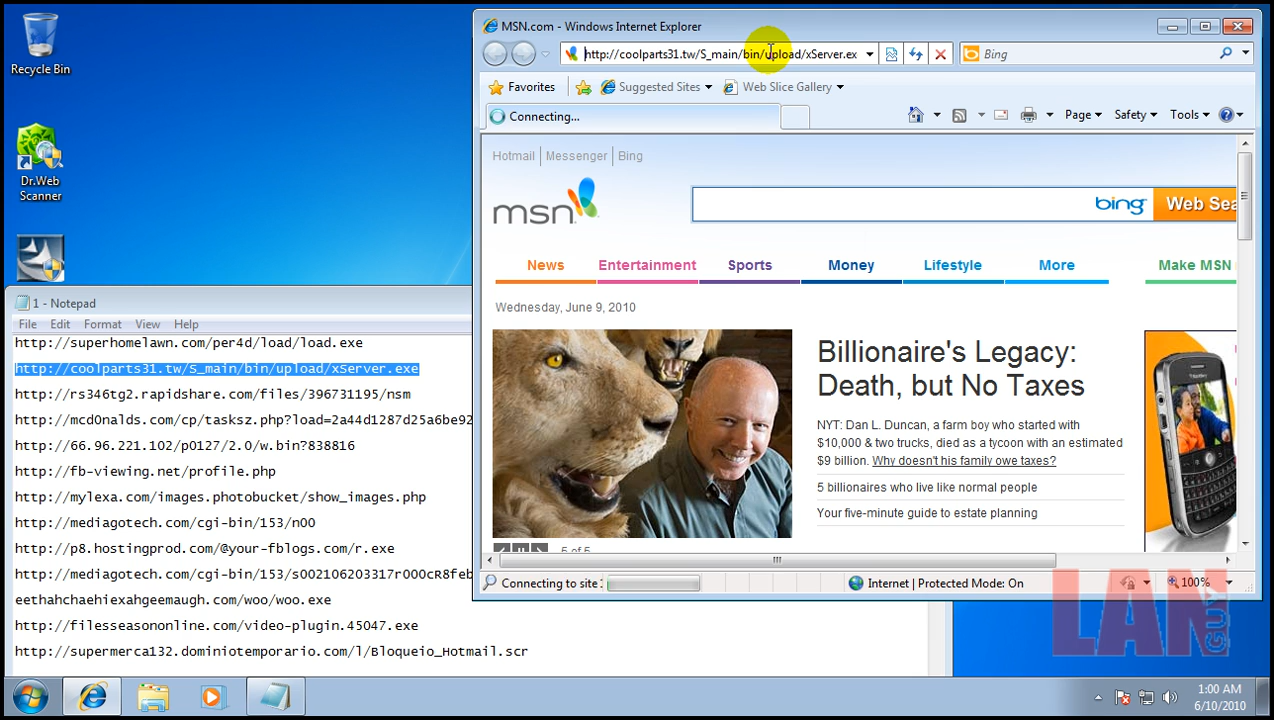 Recycle Bin
Dr.Web
Scanner
MSN.com - Windows Internet Explorer
http://coolparts31.tw/S_main/bin/upload/xServer.ex
Bing
Favorites
Suggested Sites
Web Slice Gallery
Connecting...
Page
Safety
Tools
Hotmail
Messenger
Bing
msn
bing
Web Sea
News
Entertainment
Sports
Money
Lifestyle
More
Make MSN
Wednesday, June 9, 2010
Billionaire's Legacy:
Death, but No Taxes
NYT: Dan L. Duncan, a farm boy who started with
$10,000 & two trucks, died as a tycoon with an estimated
$9 billion. Why doesn't his family owe taxes?
5 billionaires who live like normal people
Your five-minute guide to estate planning
5 of 5
Connecting to site
Internet | Protected Mode: On
100%
1 - Notepad
File Edit Format View Help
http://superhomelawn.com/per4d/load/load.exe
http://coolparts31.tw/S_main/bin/upload/xServer.exe
http://rs346tg2.rapidshare.com/files/396731195/nsm
http://mcd0nalds.com/cp/tasksz.php?load=2a44d1287d25a6be92
http://66.96.221.102/p0127/2.0/w.bin?838816
http://fb-viewing.net/profile.php
http://mylexa.com/images.photobucket/show_images.php
http://mediagotech.com/cgi-bin/153/n00
http://p8.hostingprod.com/@your-fblogs.com/r.exe
http://mediagotech.com/cgi-bin/153/s002106203317r000cR8feb
eethahchaehiexahgeemaugh.com/woo/woo.exe
http://filesseasononline.com/video-plugin.45047.exe
http://supermerca132.dominiotemporario.com/l/Bloqueio_Hotmail.scr
LAN
GUY
1:00 AM
6/10/2010